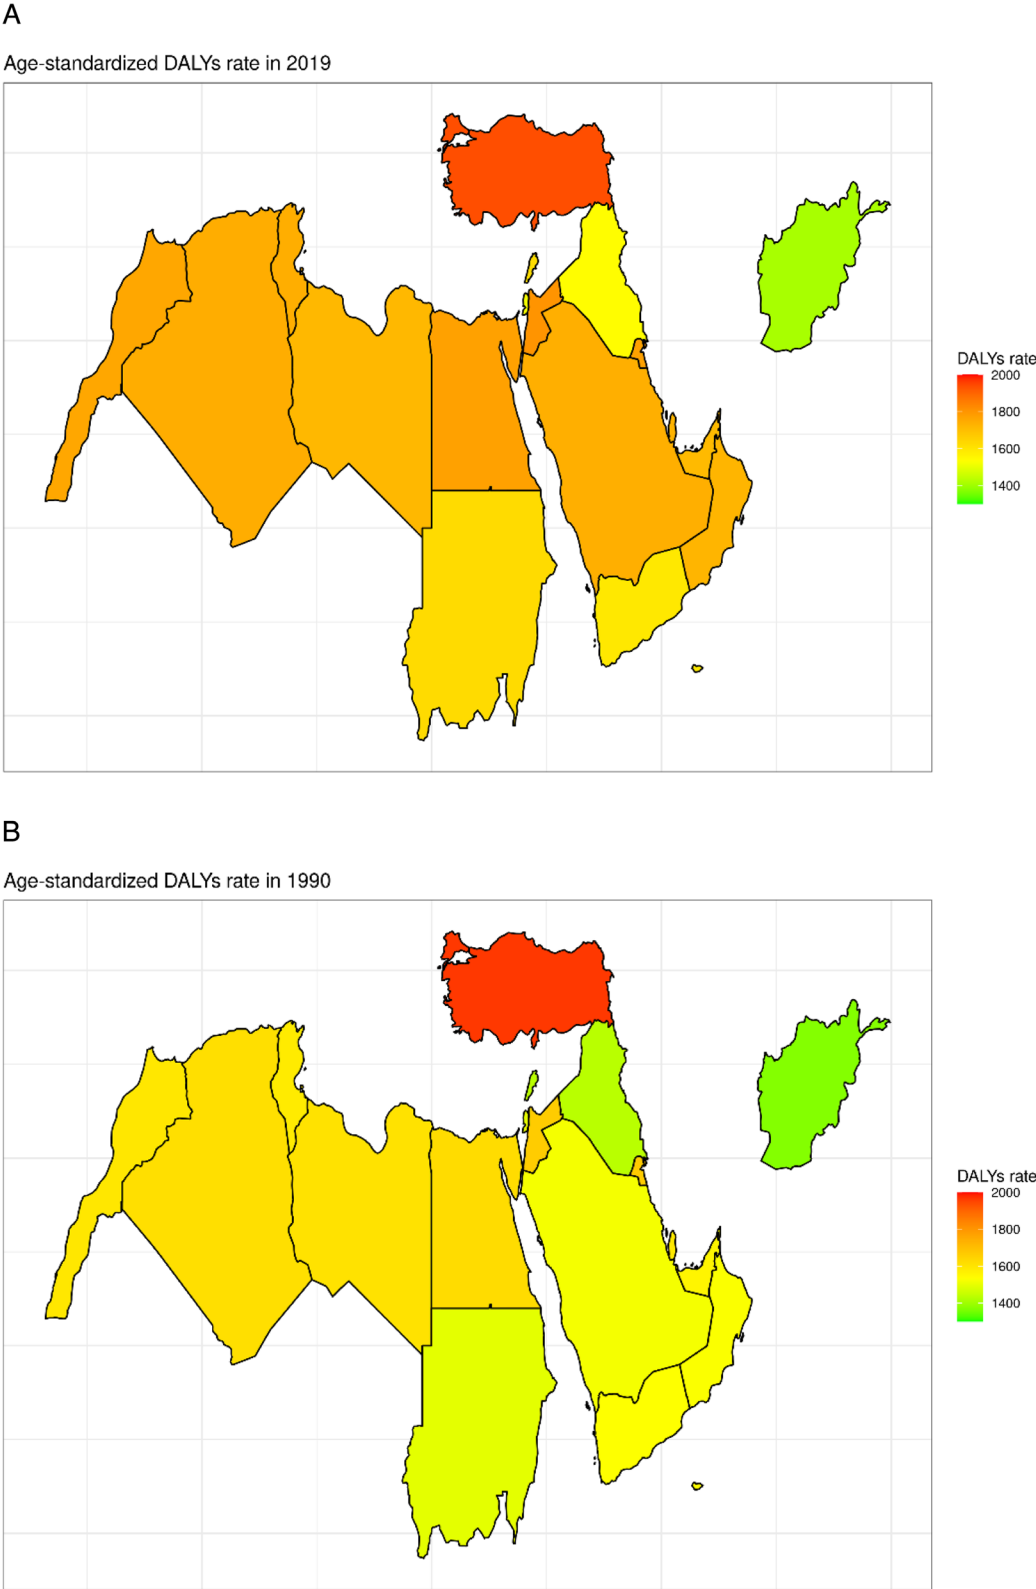 A
Age-standardized DALYs rate in 2019
DALYs rate
2000
1800
1600
1400
B
Age-standardized DALYs rate in 1990
DALYs rate
2000
1800
1600
1400